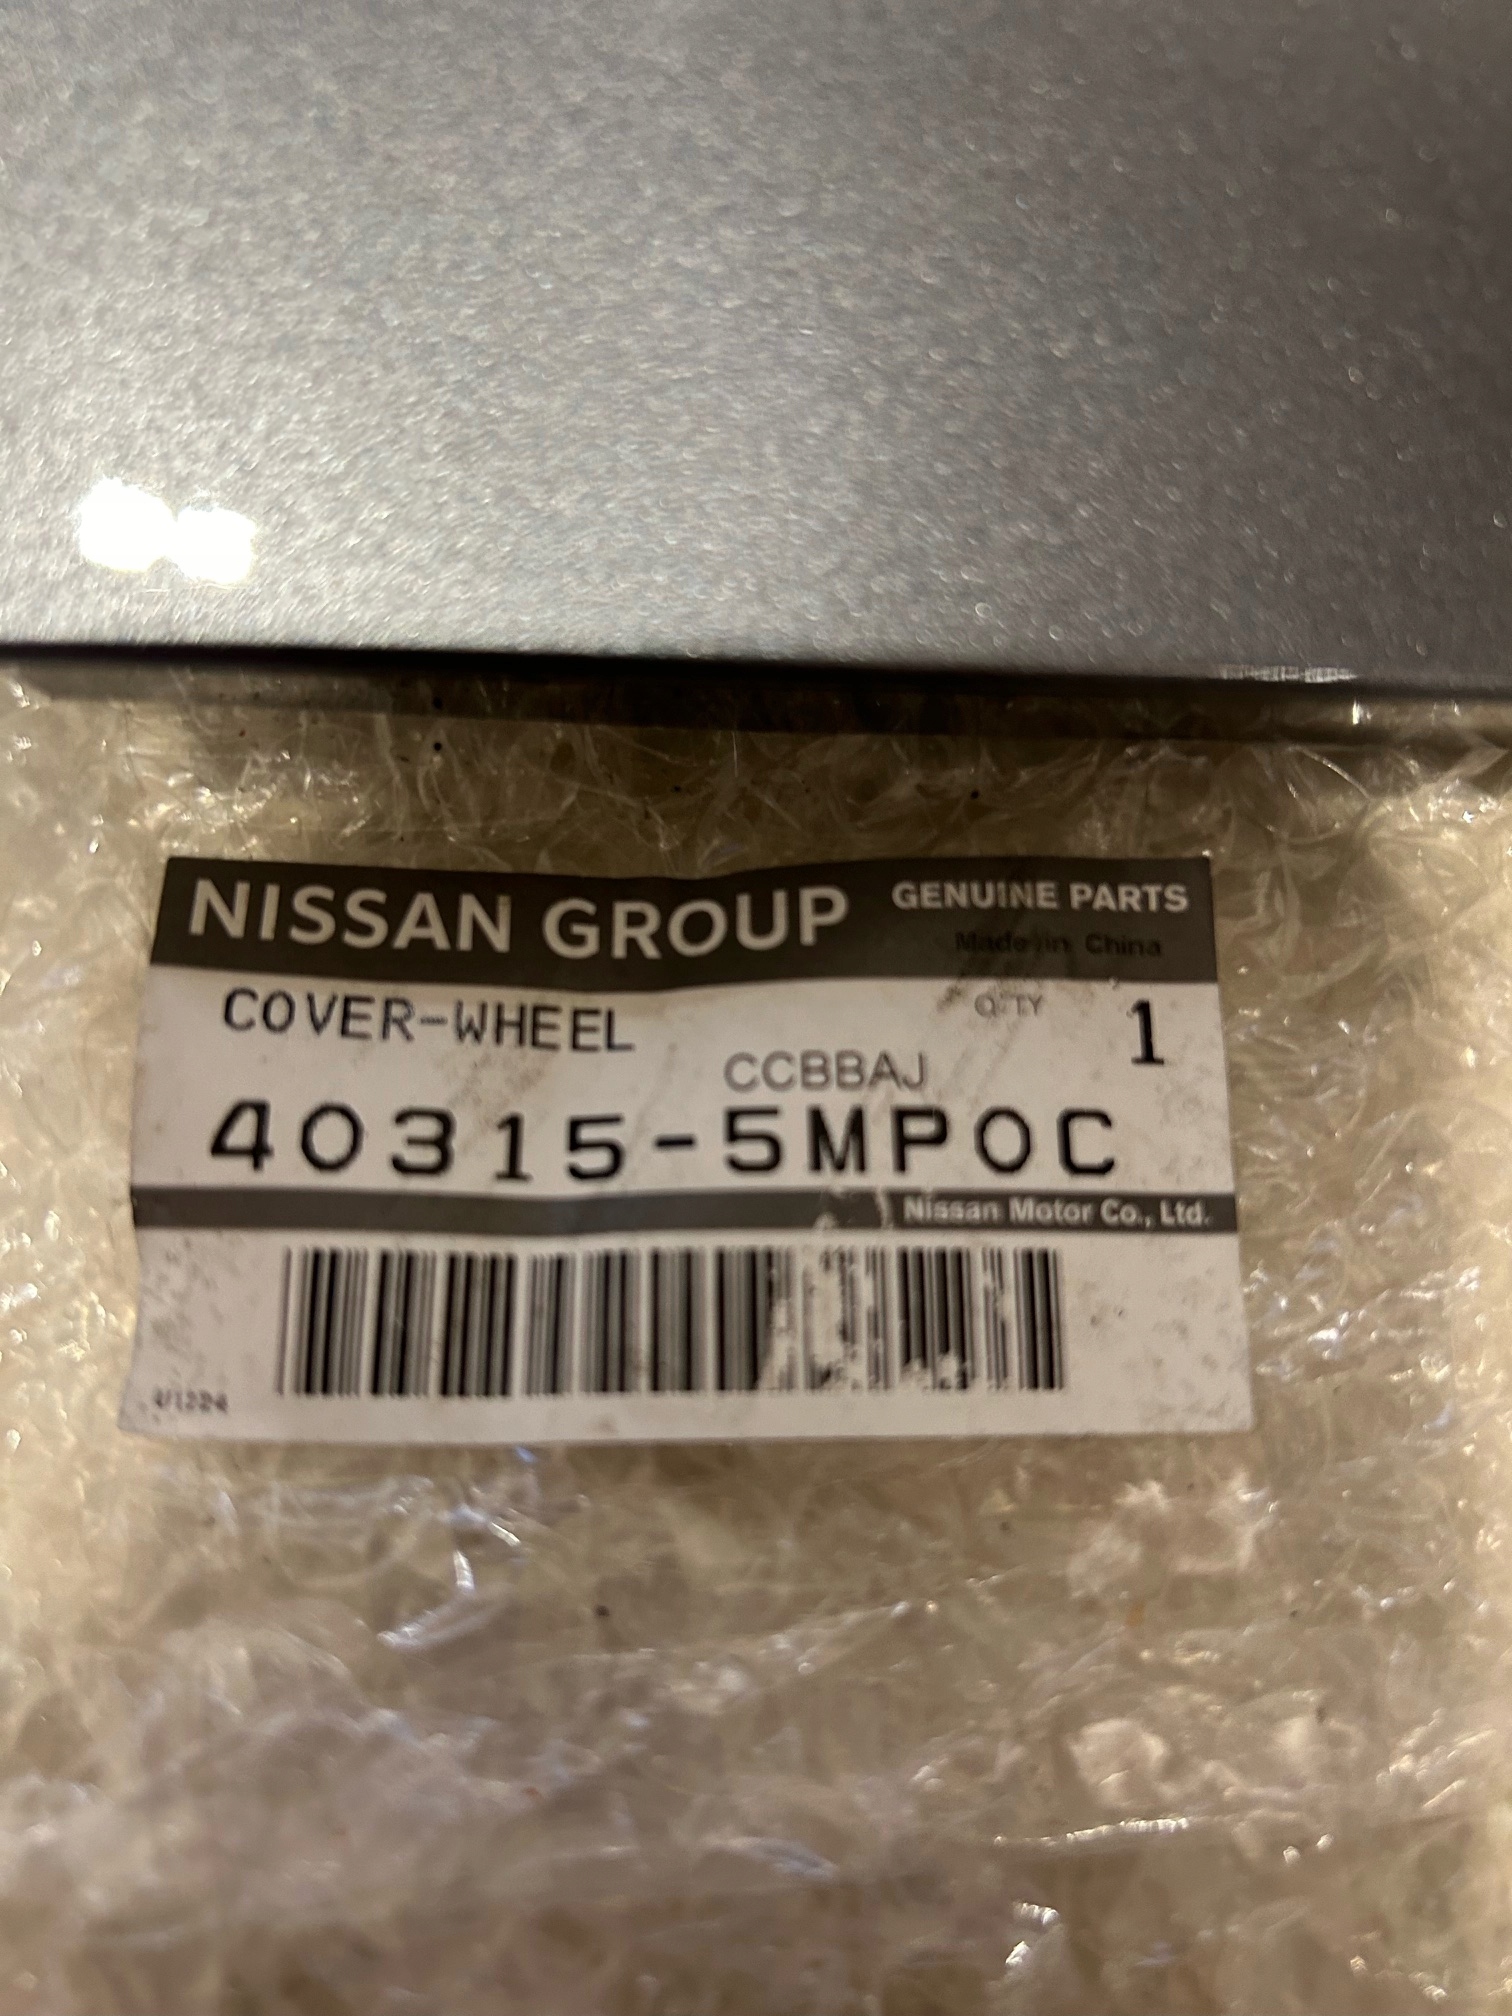 NISSAN GROUP GENUINE PARTS
Made in China
COVER-WHEEL Q'TY 1
CCBBAJ
40315-5MP0C
Nissan Motor Co., Ltd.